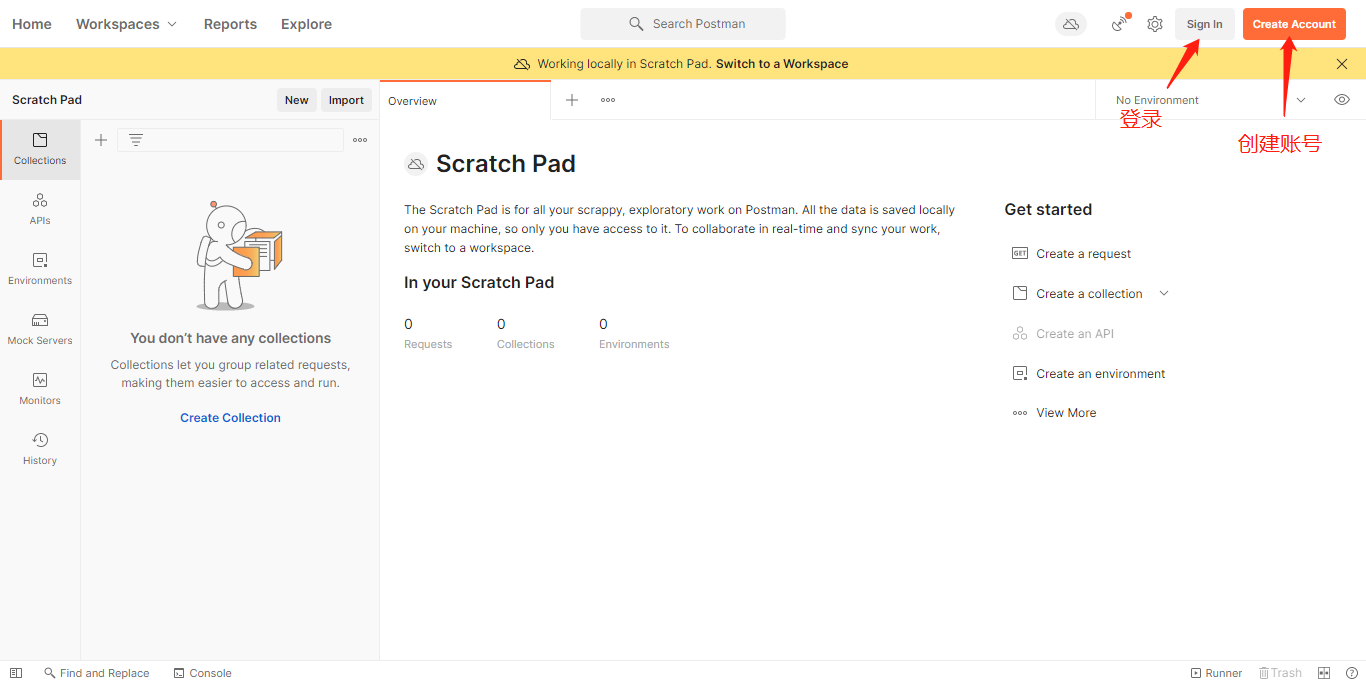 Home Workspaces Reports Explore Search Postman Sign In Create Account
Working locally in Scratch Pad. Switch to a Workspace
Scratch Pad New Import Overview No Environment
登录
创建账号
Collections
APIs
Environments
Mock Servers
Monitors
History
You don’t have any collections
Collections let you group related requests,
making them easier to access and run.
Create Collection
Scratch Pad
The Scratch Pad is for all your scrappy, exploratory work on Postman. All the data is saved locally
on your machine, so only you have access to it. To collaborate in real-time and sync your work,
switch to a workspace.
In your Scratch Pad
0 0 0
Requests Collections Environments
Get started
GET Create a request
Create a collection
Create an API
Create an environment
View More
Find and Replace Console Runner Trash